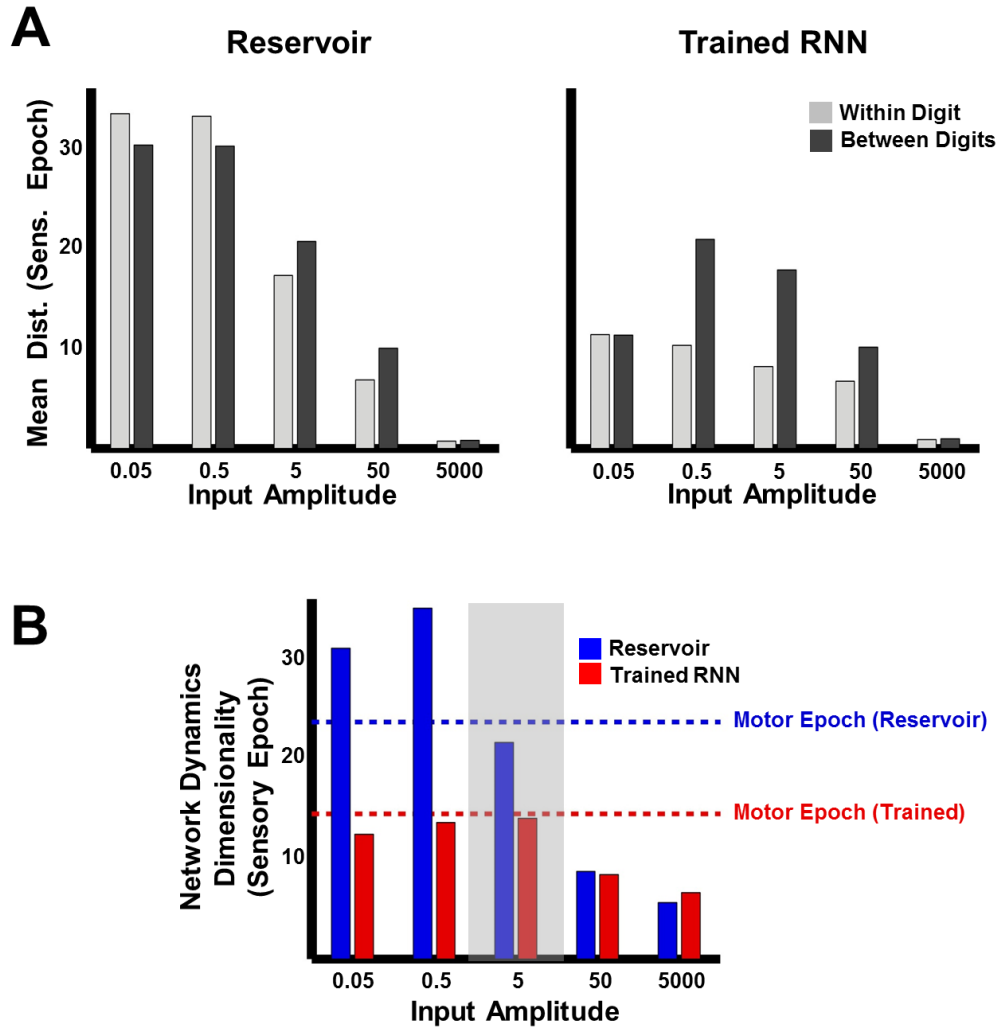 A
Reservoir
Trained RNN
Mean Dist. (Sens. Epoch)
30
20
10
Within Digit
Between Digits
0.05 0.5 5 50 5000
Input Amplitude
0.05 0.5 5 50 5000
Input Amplitude
B
Network Dynamics
Dimensionality
(Sensory Epoch)
30
20
10
Reservoir
Trained RNN
Motor Epoch (Reservoir)
Motor Epoch (Trained)
0.05 0.5 5 50 5000
Input Amplitude